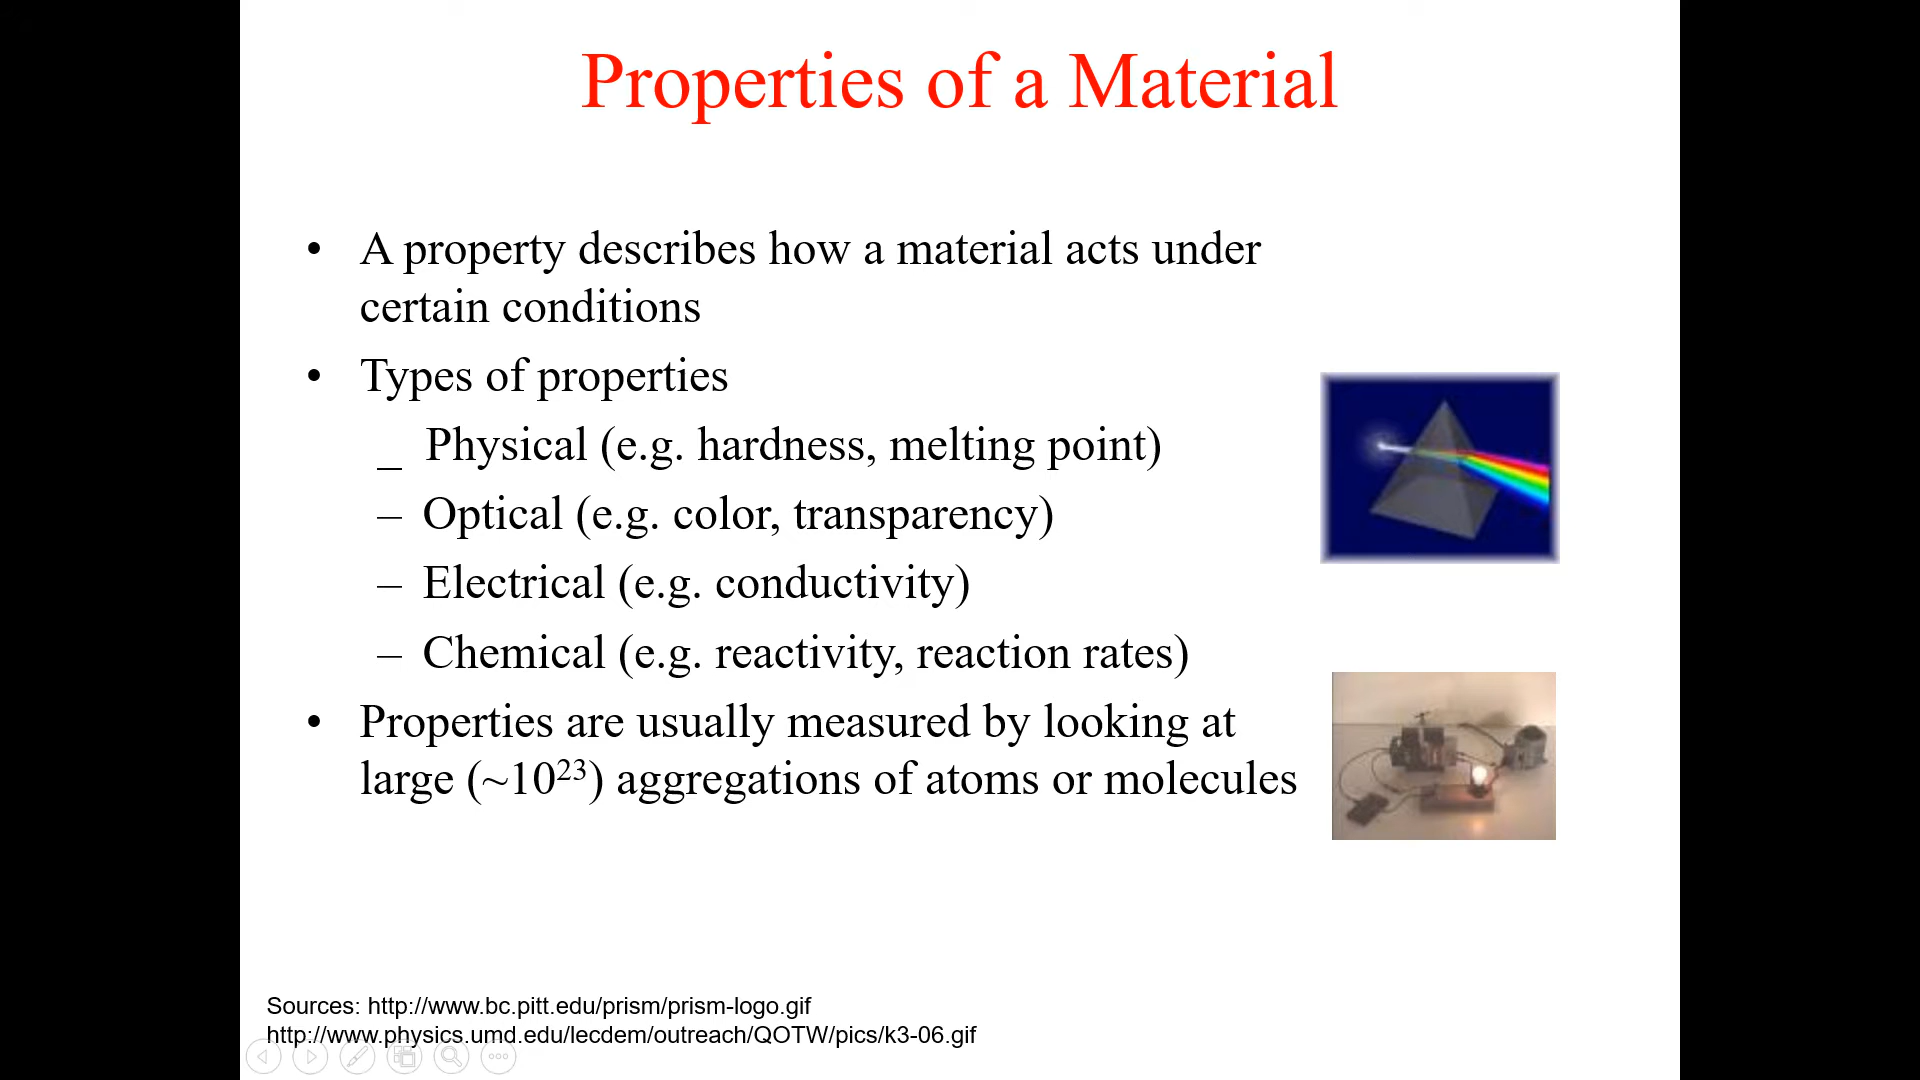 Properties of a Material
• A property describes how a material acts under
certain conditions
• Types of properties
_ Physical (e.g. hardness, melting point)
– Optical (e.g. color, transparency)
– Electrical (e.g. conductivity)
– Chemical (e.g. reactivity, reaction rates)
• Properties are usually measured by looking at
large (~10²³) aggregations of atoms or molecules
Sources: http://www.bc.pitt.edu/prism/prism-logo.gif
http://www.physics.umd.edu/lecdem/outreach/QOTW/pics/k3-06.gif